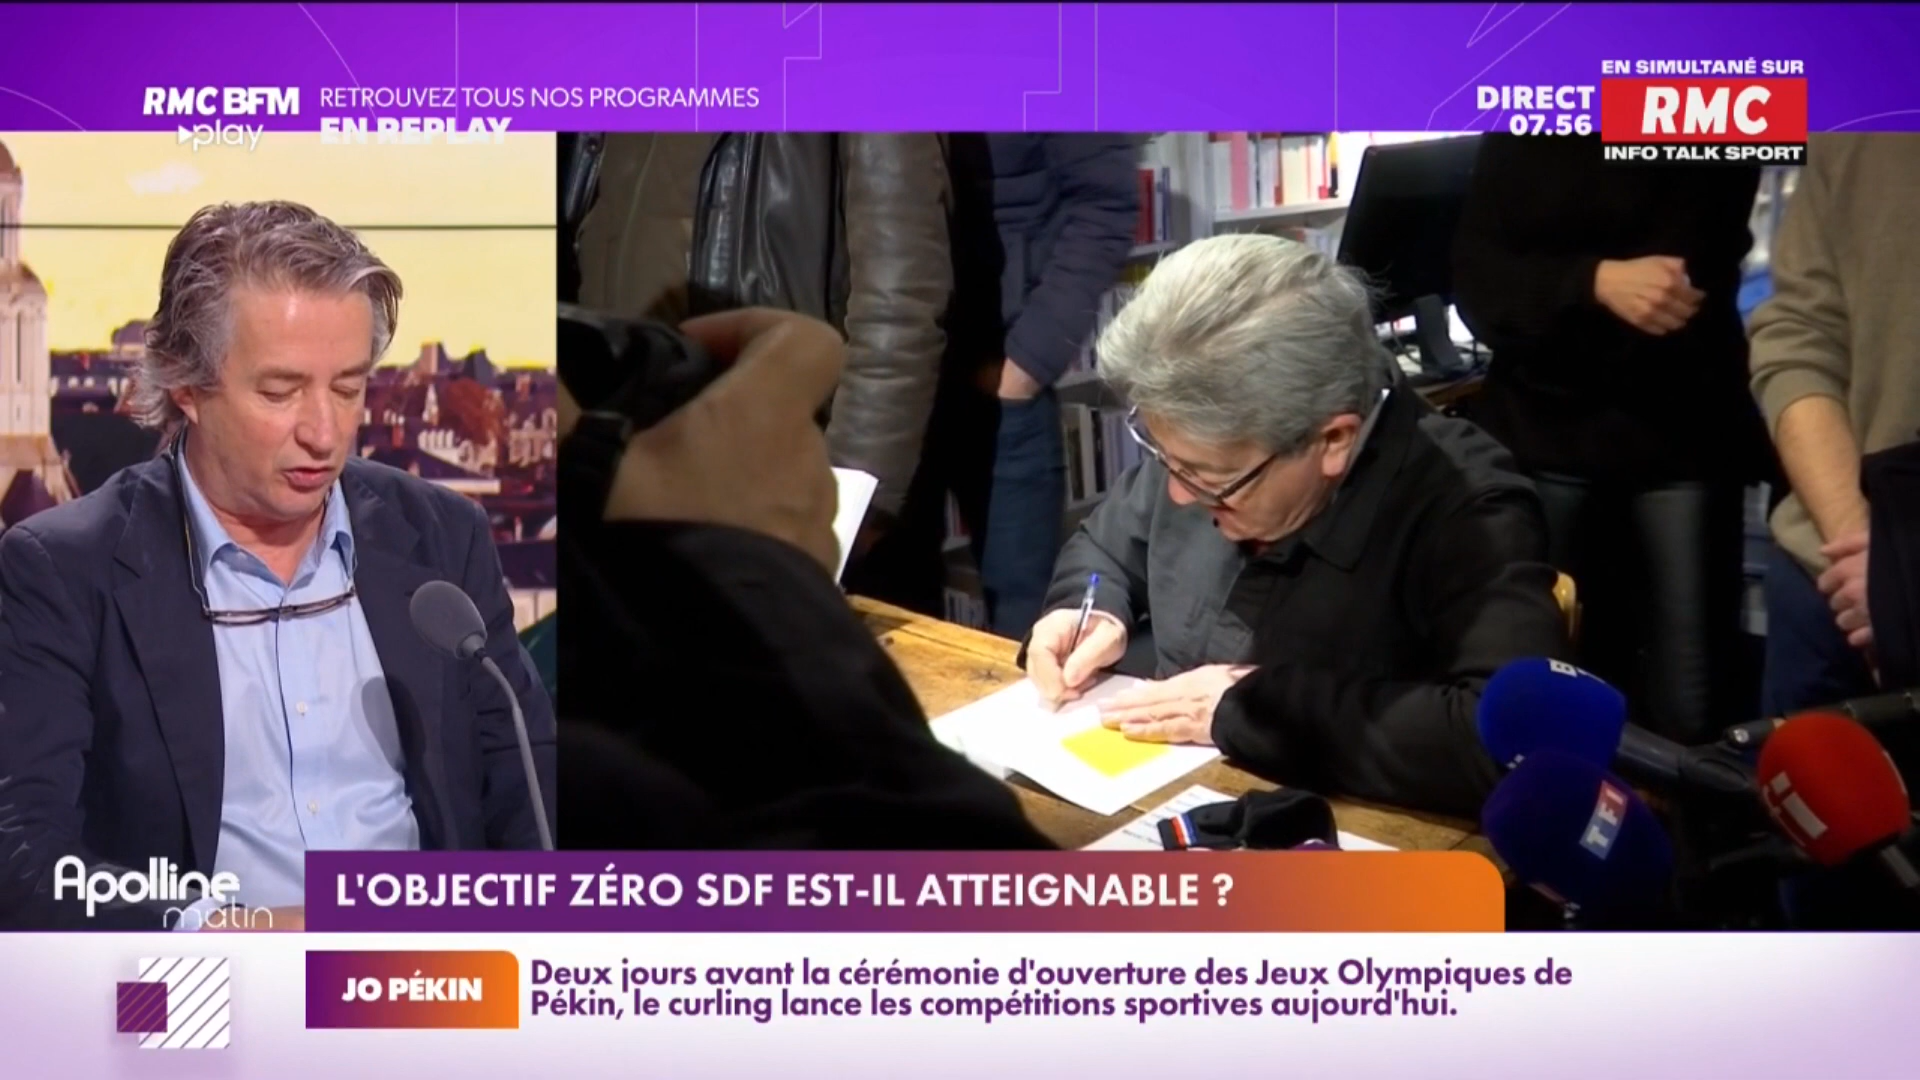 RMC BFM
play
RETROUVEZ TOUS NOS PROGRAMMES
EN REPLAY
DIRECT
07.56
EN SIMULTANÉ SUR
RMC
INFO TALK SPORT
TF1
Apolline
matin
L'OBJECTIF ZÉRO SDF EST-IL ATTEIGNABLE ?
JO PÉKIN
Deux jours avant la cérémonie d'ouverture des Jeux Olympiques de
Pékin, le curling lance les compétitions sportives aujourd'hui.